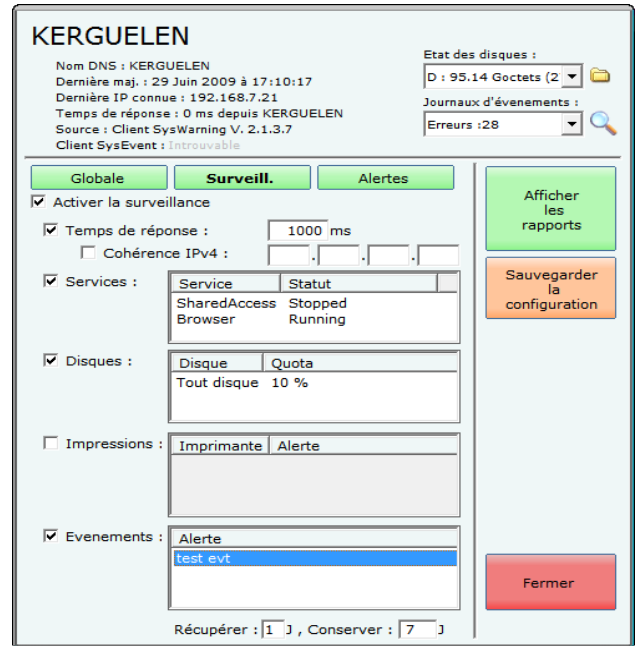 KERGUELEN
Nom DNS : KERGUELEN
Dernière maj. : 29 Juin 2009 à 17:10:17
Dernière IP connue : 192.168.7.21
Temps de réponse : 0 ms depuis KERGUELEN
Source : Client SysWarning V. 2.1.3.7
Client SysEvent : Introuvable
Etat des disques :
D : 95.14 Goctets (2
Journaux d'évenements :
Erreurs :28
Globale
Surveill.
Alertes
Activer la surveillance
Temps de réponse : 1000 ms
Cohérence IPv4 : . . .
Services :
Service Statut
SharedAccess Stopped
Browser Running
Disques :
Disque Quota
Tout disque 10 %
Impressions :
Imprimante Alerte
Evenements :
Alerte
test evt
Récupérer : 1 J , Conserver : 7 J
Afficher
les
rapports
Sauvegarder
la
configuration
Fermer